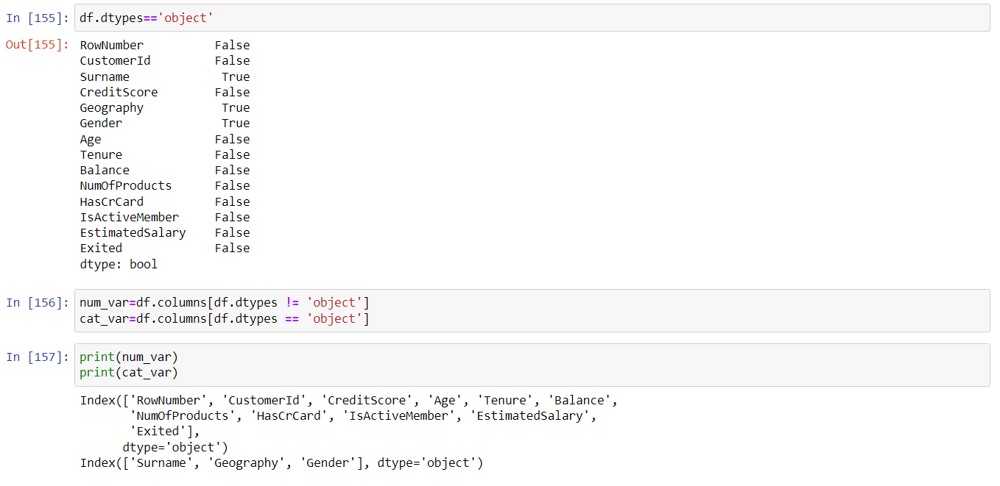 In [155]: df.dtypes=='object'
Out[155]: RowNumber          False
CustomerId         False
Surname             True
CreditScore        False
Geography           True
Gender              True
Age                False
Tenure             False
Balance            False
NumOfProducts      False
HasCrCard          False
IsActiveMember     False
EstimatedSalary    False
Exited             False
dtype: bool
In [156]: num_var=df.columns[df.dtypes != 'object']
cat_var=df.columns[df.dtypes == 'object']
In [157]: print(num_var)
print(cat_var)
Index(['RowNumber', 'CustomerId', 'CreditScore', 'Age', 'Tenure', 'Balance',
       'NumOfProducts', 'HasCrCard', 'IsActiveMember', 'EstimatedSalary',
       'Exited'],
      dtype='object')
Index(['Surname', 'Geography', 'Gender'], dtype='object')